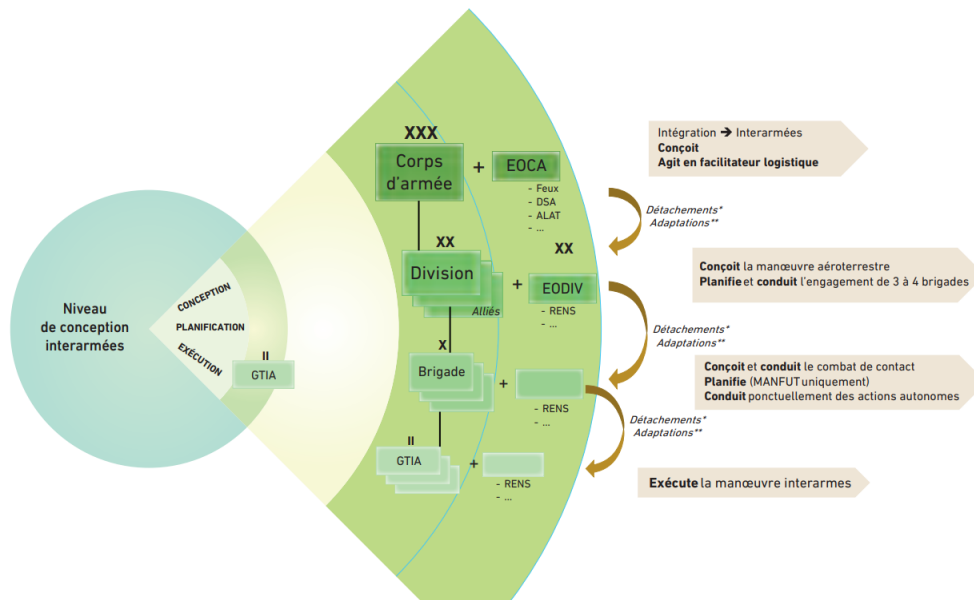 Niveau
de conception
interarmées
CONCEPTION
PLANIFICATION
EXÉCUTION
II
GTIA
XXX
Corps
d'armée
+
EOCA
- Feux
- DSA
- ALAT
- ...
XX
Division
Alliés
+
XX
EODIV
- RENS
- ...
X
Brigade
+
- RENS
- ...
II
GTIA
+
- RENS
- ...
Intégration ➔ Interarmées
Conçoit
Agit en facilitateur logistique
Détachements*
Adaptations**
Conçoit la manœuvre aéroterrestre
Planifie et conduit l'engagement de 3 à 4 brigades
Détachements*
Adaptations**
Conçoit et conduit le combat de contact
Planifie (MANFUT uniquement)
Conduit ponctuellement des actions autonomes
Détachements*
Adaptations**
Exécute la manœuvre interarmes